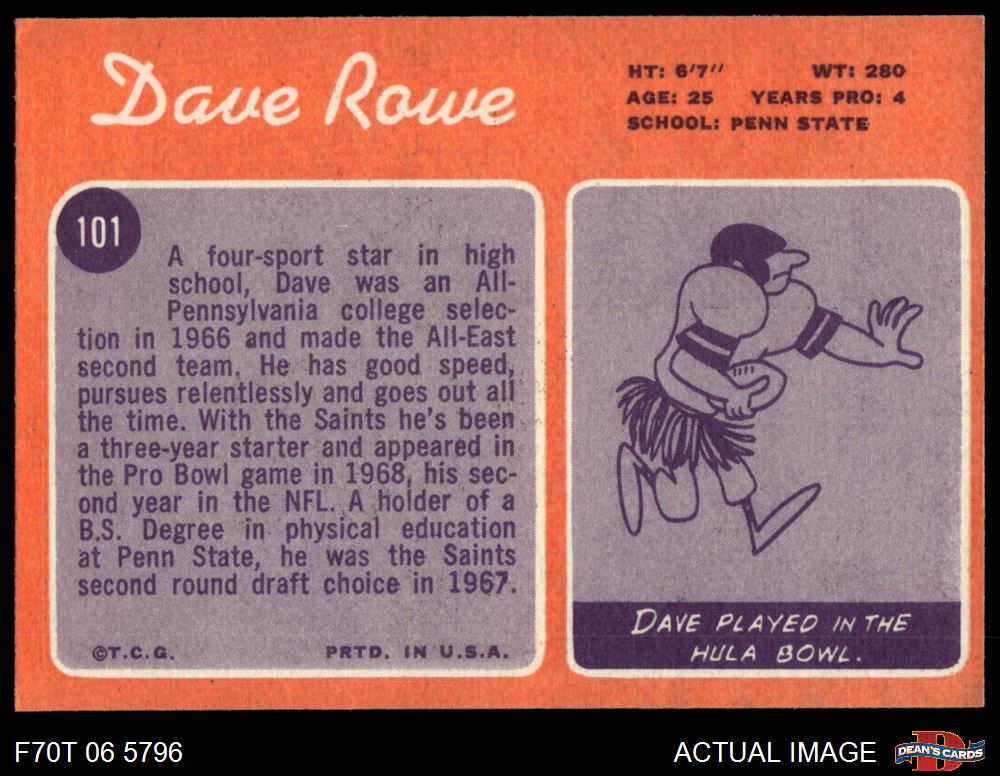 Dave Rowe
HT: 6'7" WT: 280
AGE: 25 YEARS PRO: 4
SCHOOL: PENN STATE
101
A four-sport star in high
school, Dave was an All-
Pennsylvania college selec-
tion in 1966 and made the All-East
second team. He has good speed,
pursues relentlessly and goes out all
the time. With the Saints he's been
a three-year starter and appeared in
the Pro Bowl game in 1968, his sec-
ond year in the NFL. A holder of a
B.S. Degree in physical education
at Penn State, he was the Saints
second round draft choice in 1967.
©T.C.G. PRTD. IN U.S.A.
DAVE PLAYED IN THE
HULA BOWL.
F70T 06 5796
ACTUAL IMAGE
D
DEAN'S CARDS